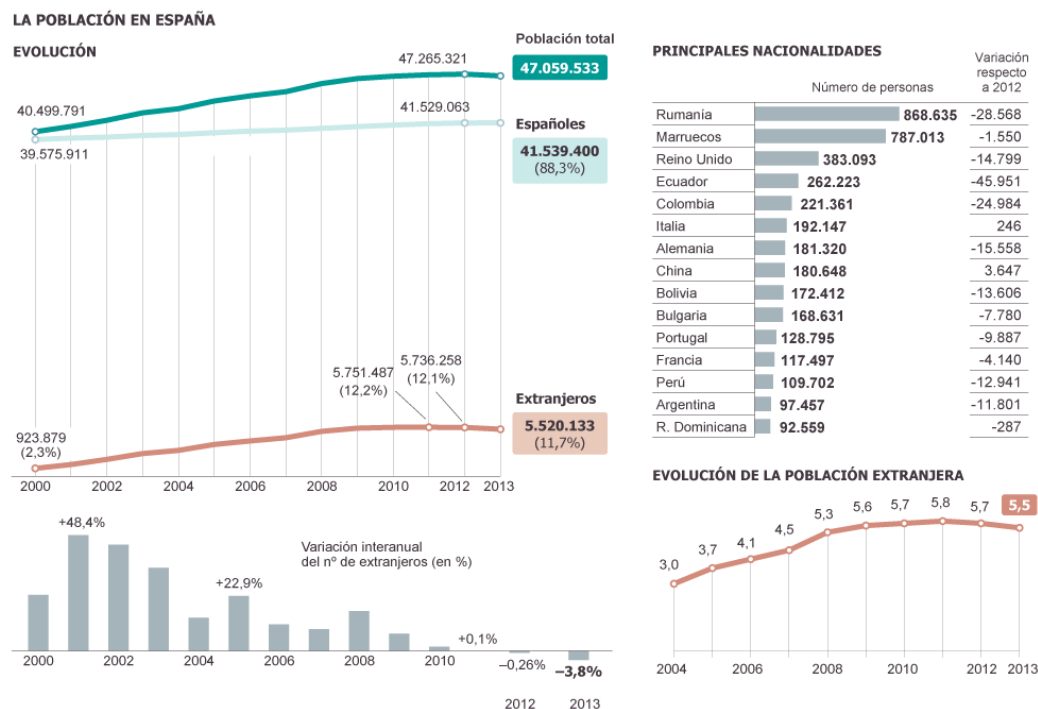 LA POBLACIÓN EN ESPAÑA
EVOLUCIÓN
Población total
47.059.533
47.265.321
40.499.791
41.529.063
39.575.911
Españoles
41.539.400
(88,3%)
5.751.487
(12,2%)
5.736.258
(12,1%)
Extranjeros
5.520.133
(11,7%)
923.879
(2,3%)
2000 2002 2004 2006 2008 2010 2012 2013
+48,4%
Variación interanual
del nº de extranjeros (en %)
+22,9%
+0,1%
–0,26%
–3,8%
2000 2002 2004 2006 2008 2010
2012 2013
PRINCIPALES NACIONALIDADES
Variación
respecto
a 2012
Número de personas
Rumanía 868.635 -28.568
Marruecos 787.013 -1.550
Reino Unido 383.093 -14.799
Ecuador 262.223 -45.951
Colombia 221.361 -24.984
Italia 192.147 246
Alemania 181.320 -15.558
China 180.648 3.647
Bolivia 172.412 -13.606
Bulgaria 168.631 -7.780
Portugal 128.795 -9.887
Francia 117.497 -4.140
Perú 109.702 -12.941
Argentina 97.457 -11.801
R. Dominicana 92.559 -287
EVOLUCIÓN DE LA POBLACIÓN EXTRANJERA
3,0 3,7 4,1 4,5 5,3 5,6 5,7 5,8 5,7 5,5
2004 2006 2008 2010 2012 2013